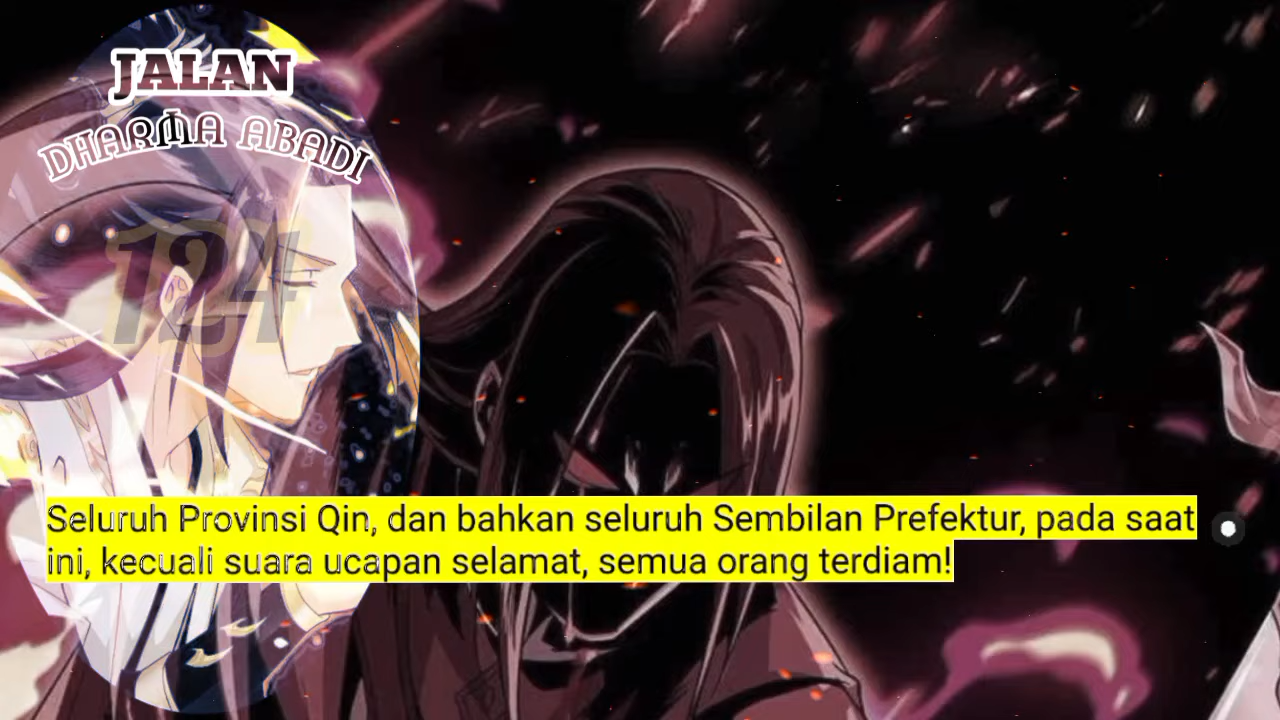 JALAN
DHARMA ABADI
124
Seluruh Provinsi Qin, dan bahkan seluruh Sembilan Prefektur, pada saat
ini, kecuali suara ucapan selamat, semua orang terdiam!